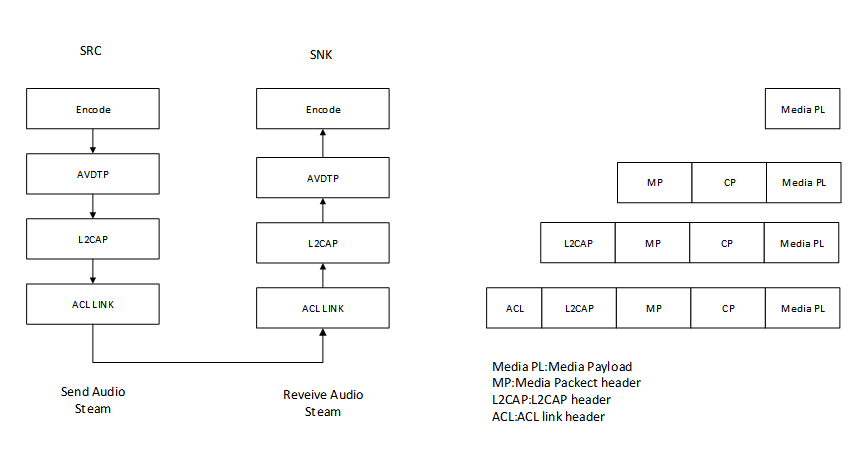 SRC
SNK
Encode
Encode
Media PL
AVDTP
AVDTP
MP
CP
Media PL
L2CAP
L2CAP
L2CAP
MP
CP
Media PL
ACL LINK
ACL LINK
ACL
L2CAP
MP
CP
Media PL
Send Audio
Steam
Reveive Audio
Steam
Media PL:Media Payload
MP:Media Packect header
L2CAP:L2CAP header
ACL:ACL link header